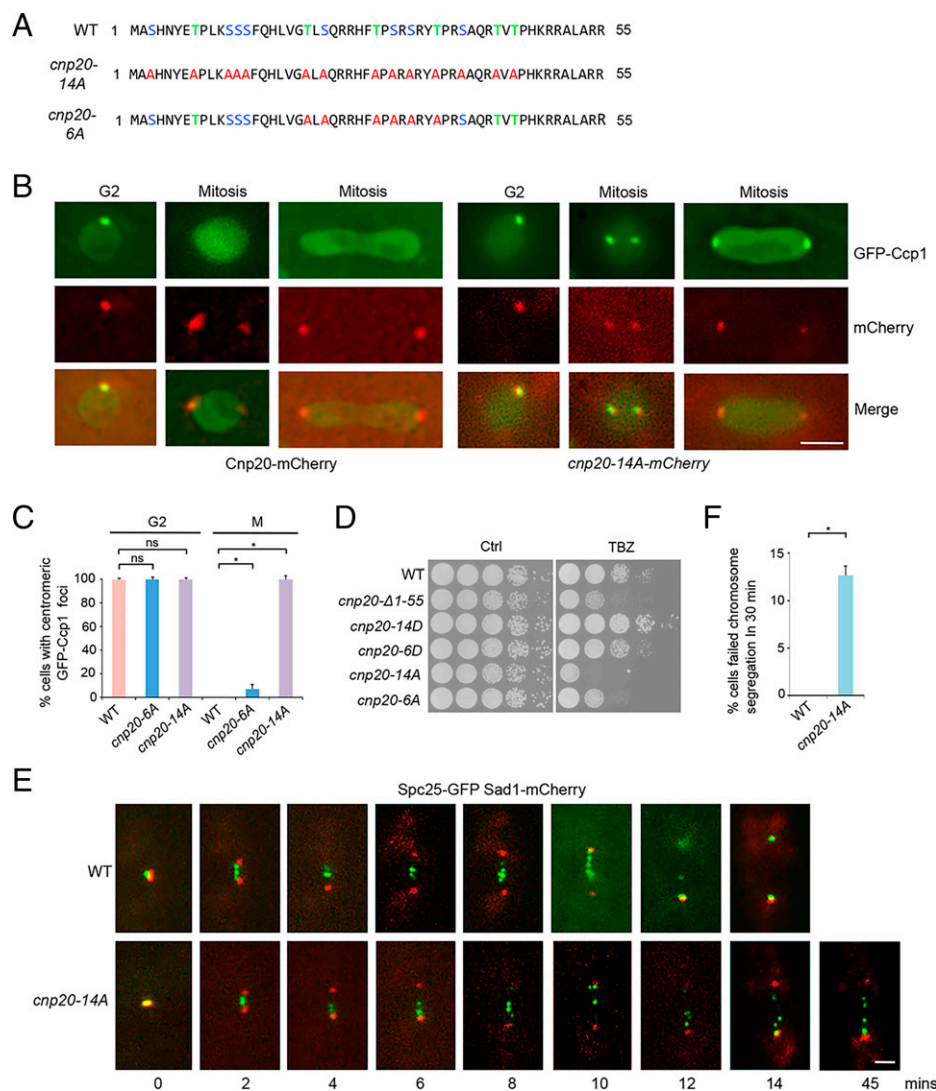 A
WT 1 MASHNYETPLKSSSFQHLVGTLSQRRHFTPSRSRYTPRSAQRTVTPHKRRALARR 55
cnp20-
14A
1 MAAHNYEAPLKAAAFQHLVGALAQRRHFAPARARYAPRAAQRAVAPHKRRALARR 55
cnp20-
6A
1 MASHNYETPLKSSSFQHLVGALAQRRHFAPARARYAPRSAQRTVTPHKRRALARR 55
B
G2 Mitosis Mitosis G2 Mitosis Mitosis
GFP-Ccp1
mCherry
Merge
Cnp20-mCherry cnp20-14A-mCherry
C
G2 M
ns
ns
*
*
% cells with centromeric
GFP-Ccp1 foci
100
80
60
40
20
0
WT cnp20-6A cnp20-14A WT cnp20-6A cnp20-14A
D
Ctrl TBZ
WT
cnp20-Δ1-55
cnp20-14D
cnp20-6D
cnp20-14A
cnp20-6A
F
*
% cells failed chromosome
segregation In 30 min
15
10
5
0
WT cnp20-14A
E
Spc25-GFP Sad1-mCherry
WT
cnp20-14A
0 2 4 6 8 10 12 14 45 mins